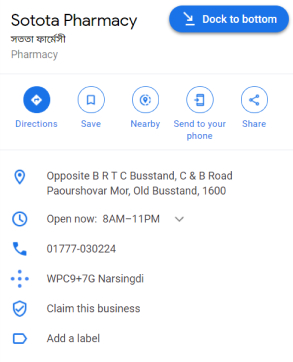 Sotota Pharmacy
Dock to bottom
সততা ফার্মেসী
Pharmacy
Directions
Save
Nearby
Send to your phone
Share
Opposite B R T C Busstand, C & B Road
Paourshovar Mor, Old Busstand, 1600
Open now: 8AM–11PM
01777-030224
WPC9+7G Narsingdi
Claim this business
Add a label